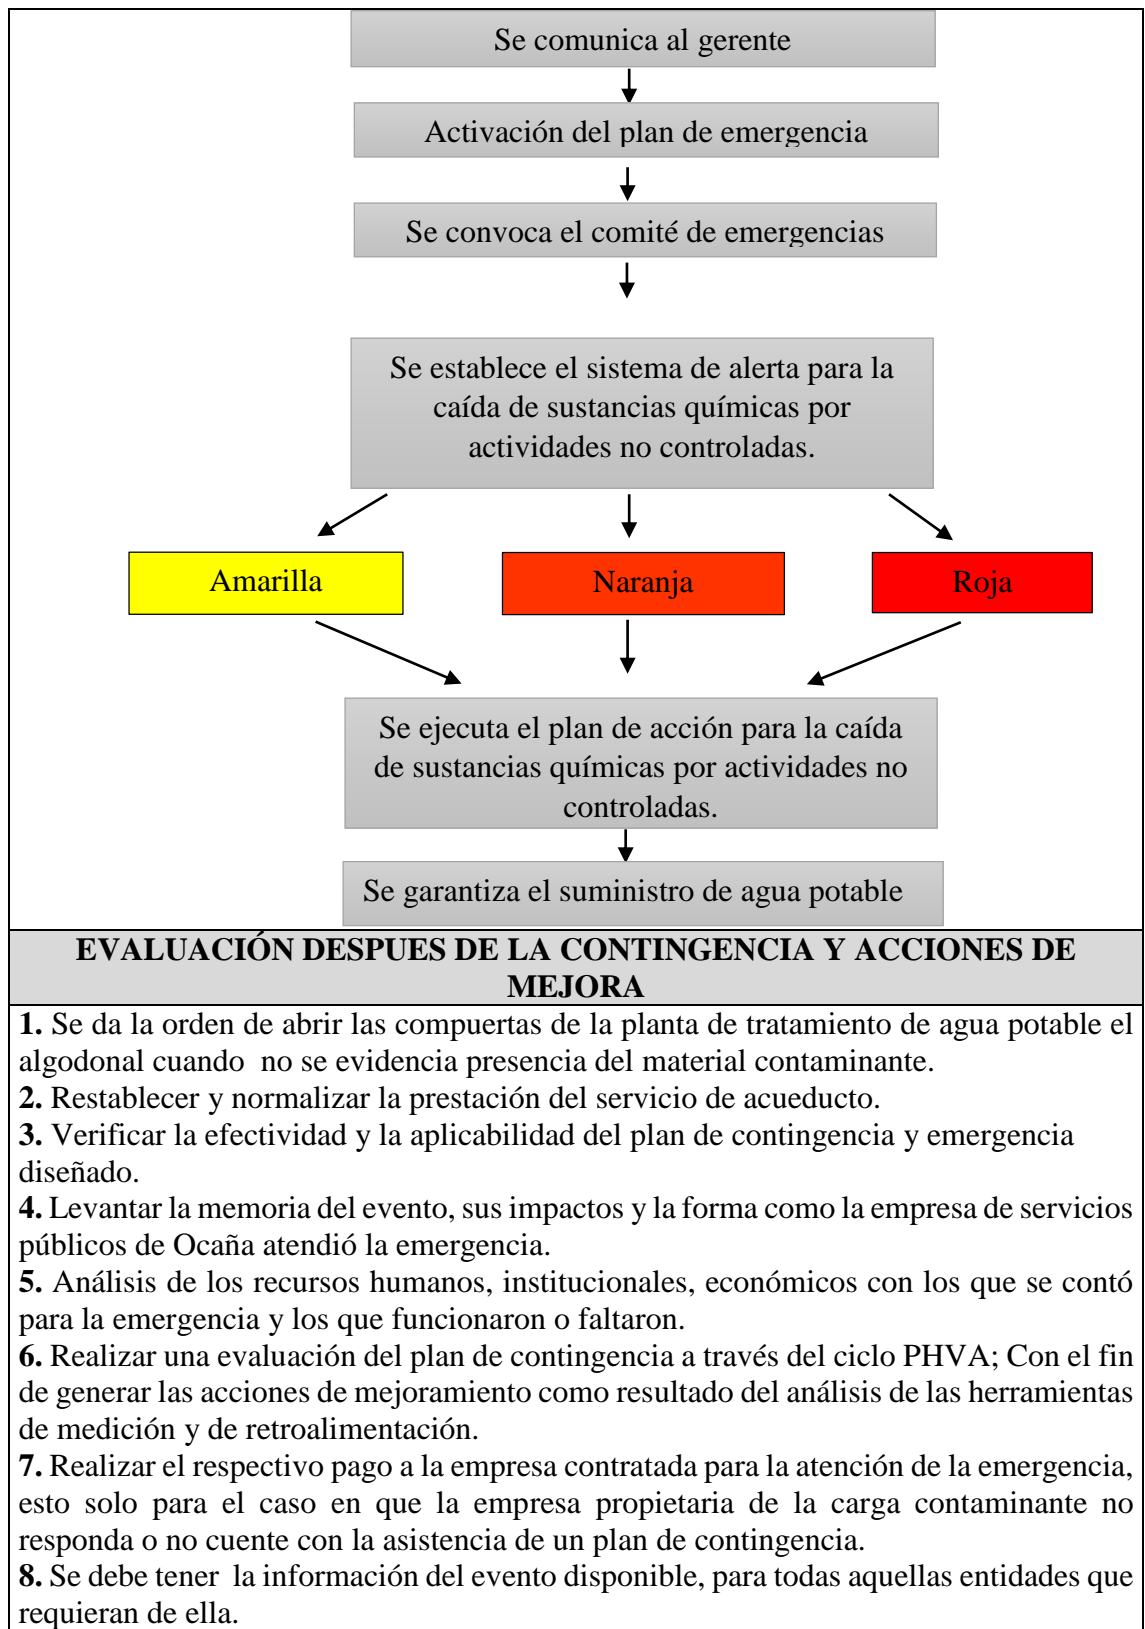 Se comunica al gerente
Activación del plan de emergencia
Se convoca el comité de emergencias
Se establece el sistema de alerta para la
caída de sustancias químicas por
actividades no controladas.
Amarilla
Naranja
Roja
Se ejecuta el plan de acción para la caída
de sustancias químicas por actividades no
controladas.
Se garantiza el suministro de agua potable
EVALUACIÓN DESPUES DE LA CONTINGENCIA Y ACCIONES DE
MEJORA
1. Se da la orden de abrir las compuertas de la planta de tratamiento de agua potable el
algodonal cuando no se evidencia presencia del material contaminante.
2. Restablecer y normalizar la prestación del servicio de acueducto.
3. Verificar la efectividad y la aplicabilidad del plan de contingencia y emergencia
diseñado.
4. Levantar la memoria del evento, sus impactos y la forma como la empresa de servicios
públicos de Ocaña atendió la emergencia.
5. Análisis de los recursos humanos, institucionales, económicos con los que se contó
para la emergencia y los que funcionaron o faltaron.
6. Realizar una evaluación del plan de contingencia a través del ciclo PHVA; Con el fin
de generar las acciones de mejoramiento como resultado del análisis de las herramientas
de medición y de retroalimentación.
7. Realizar el respectivo pago a la empresa contratada para la atención de la emergencia,
esto solo para el caso en que la empresa propietaria de la carga contaminante no
responda o no cuente con la asistencia de un plan de contingencia.
8. Se debe tener la información del evento disponible, para todas aquellas entidades que
requieran de ella.